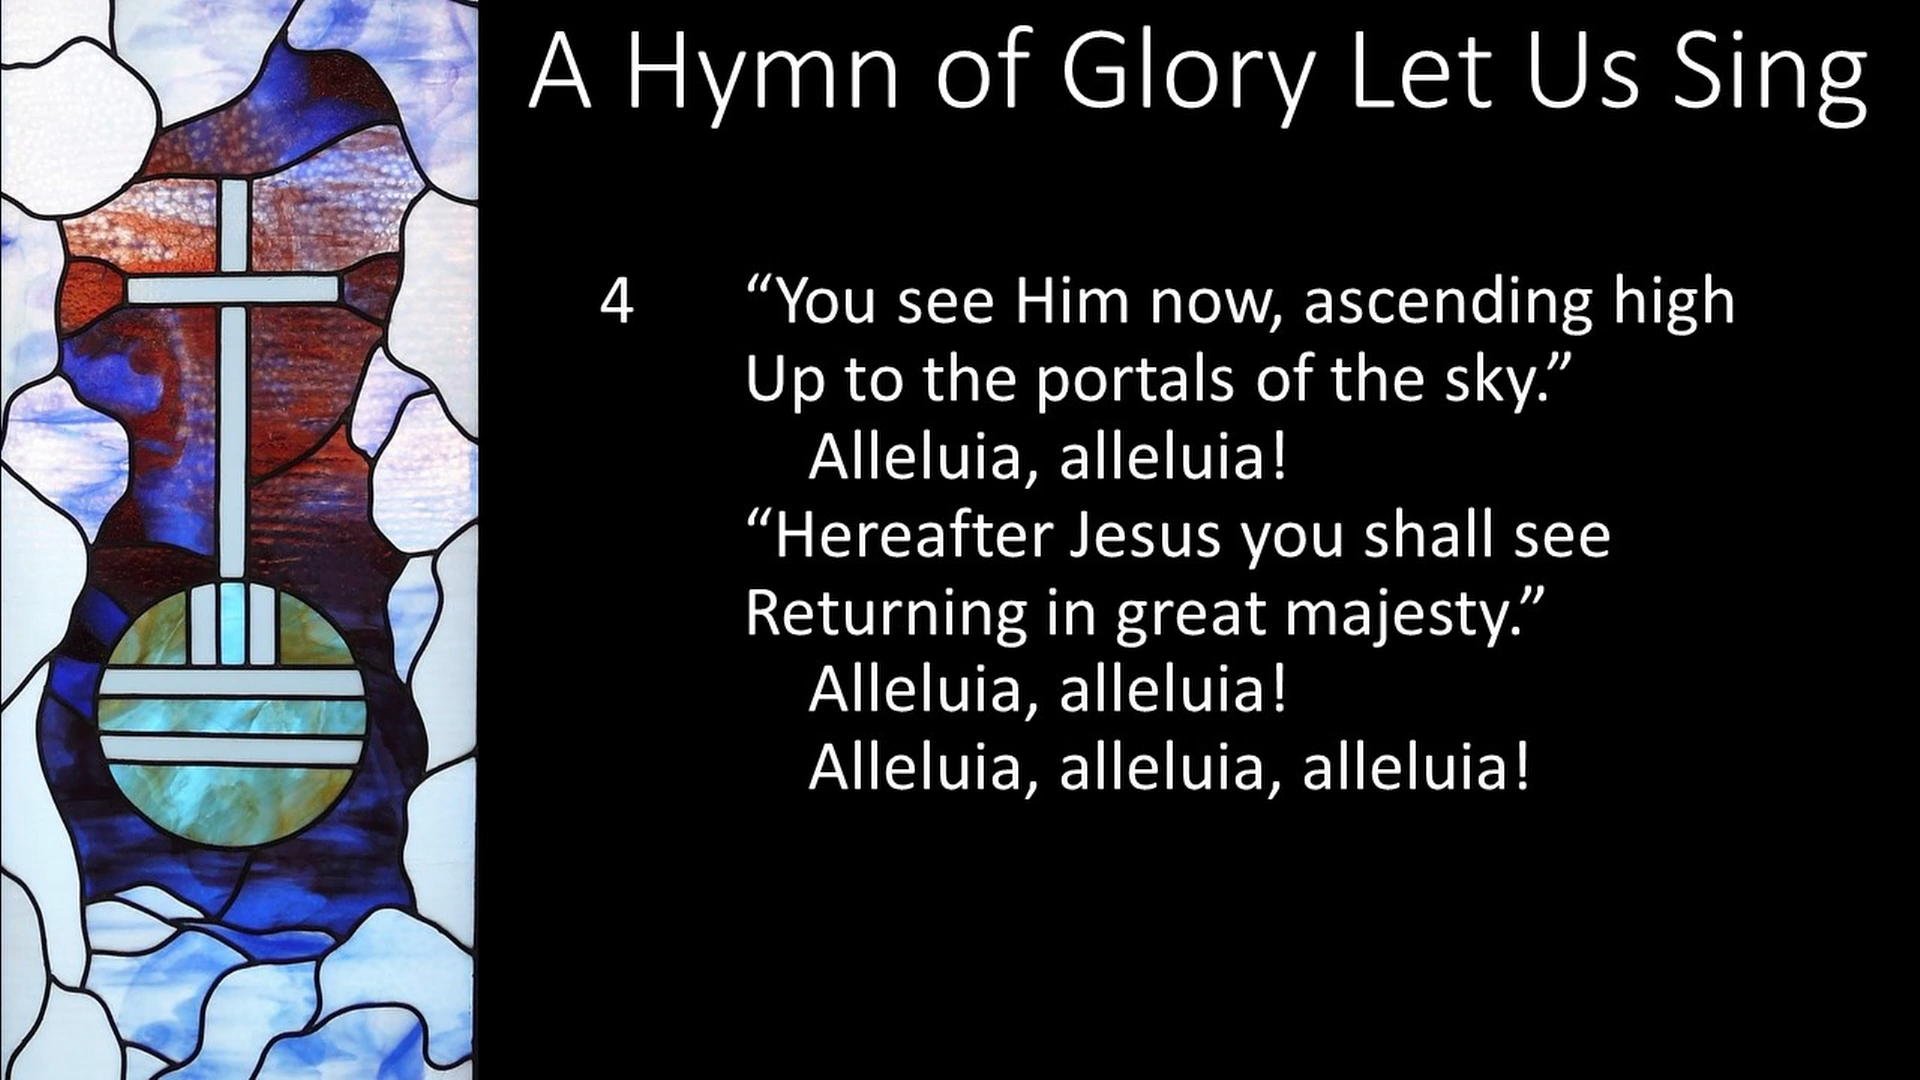 A Hymn of Glory Let Us Sing
4 “You see Him now, ascending high
Up to the portals of the sky.”
Alleluia, alleluia!
“Hereafter Jesus you shall see
Returning in great majesty.”
Alleluia, alleluia!
Alleluia, alleluia, alleluia!